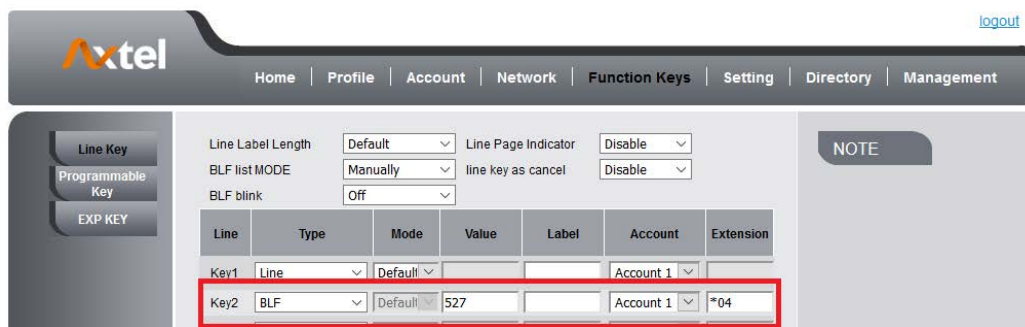 logout
Axtel
Home | Profile | Account | Network | Function Keys | Setting | Directory | Management
Line Key
Programmable
Key
EXP KEY
Line Label Length Default Line Page Indicator Disable
BLF list MODE Manually line key as cancel Disable
BLF blink Off
NOTE
Line Type Mode Value Label Account Extension
Key1 Line Default Account 1
Key2 BLF Default 527 Account 1 *04